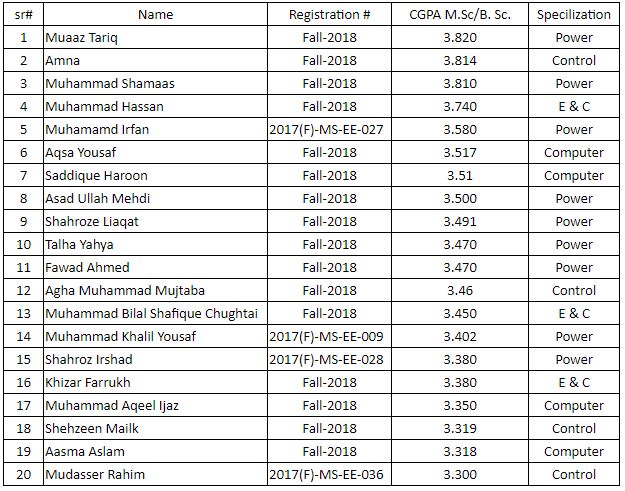 sr# Name Registration # CGPA M.Sc/B. Sc. Specilization
1 Muaaz Tariq Fall-2018 3.820 Power
2 Amna Fall-2018 3.814 Control
3 Muhammad Shamaas Fall-2018 3.810 Power
4 Muhammad Hassan Fall-2018 3.740 E & C
5 Muhamamd Irfan 2017(F)-MS-EE-027 3.580 Power
6 Aqsa Yousaf Fall-2018 3.517 Computer
7 Saddique Haroon Fall-2018 3.51 Computer
8 Asad Ullah Mehdi Fall-2018 3.500 Power
9 Shahroze Liaqat Fall-2018 3.491 Power
10 Talha Yahya Fall-2018 3.470 Power
11 Fawad Ahmed Fall-2018 3.470 Power
12 Agha Muhammad Mujtaba Fall-2018 3.46 Control
13 Muhammad Bilal Shafique Chughtai Fall-2018 3.450 E & C
14 Muhammad Khalil Yousaf 2017(F)-MS-EE-009 3.402 Power
15 Shahroz Irshad 2017(F)-MS-EE-028 3.380 Power
16 Khizar Farrukh Fall-2018 3.380 E & C
17 Muhammad Aqeel Ijaz Fall-2018 3.350 Computer
18 Shehzeen Mailk Fall-2018 3.319 Control
19 Aasma Aslam Fall-2018 3.318 Computer
20 Mudasser Rahim 2017(F)-MS-EE-036 3.300 Control